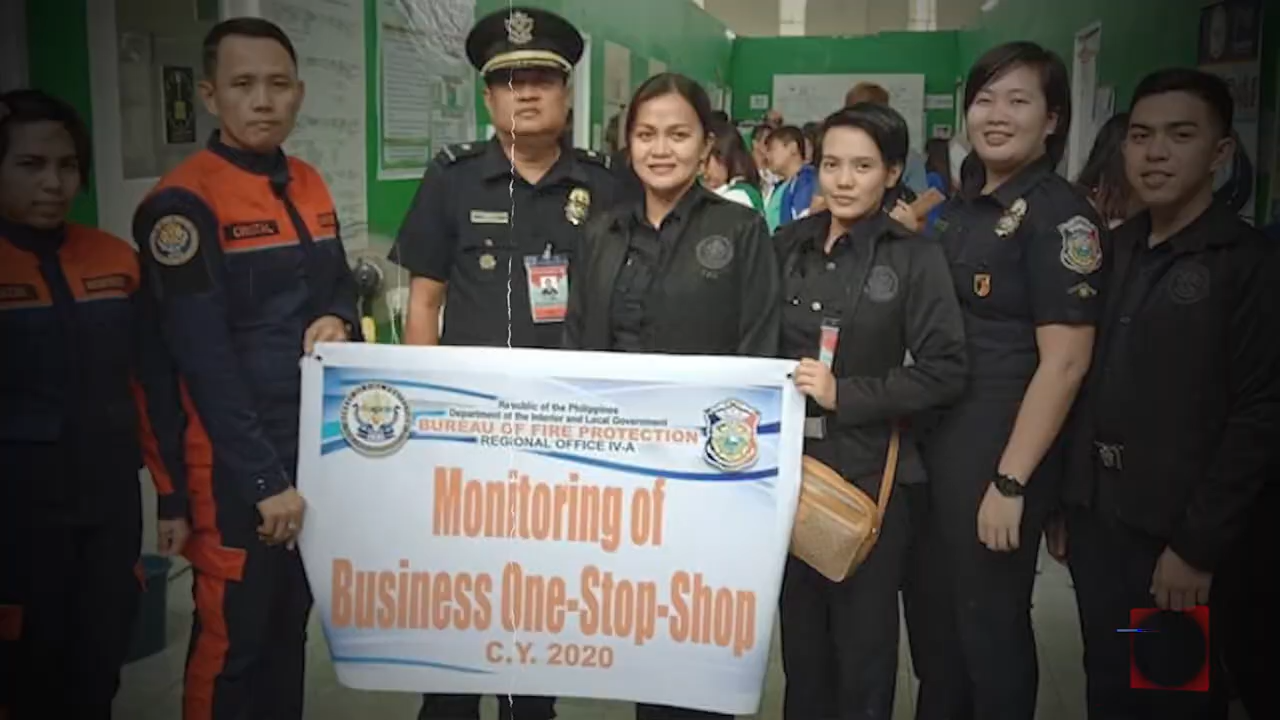 CRISTAL
Republic of the Philippines
Department of the Interior and Local Government
BUREAU OF FIRE PROTECTION
REGIONAL OFFICE IV-A
Monitoring of
Business One-Stop-Shop
C.Y. 2020